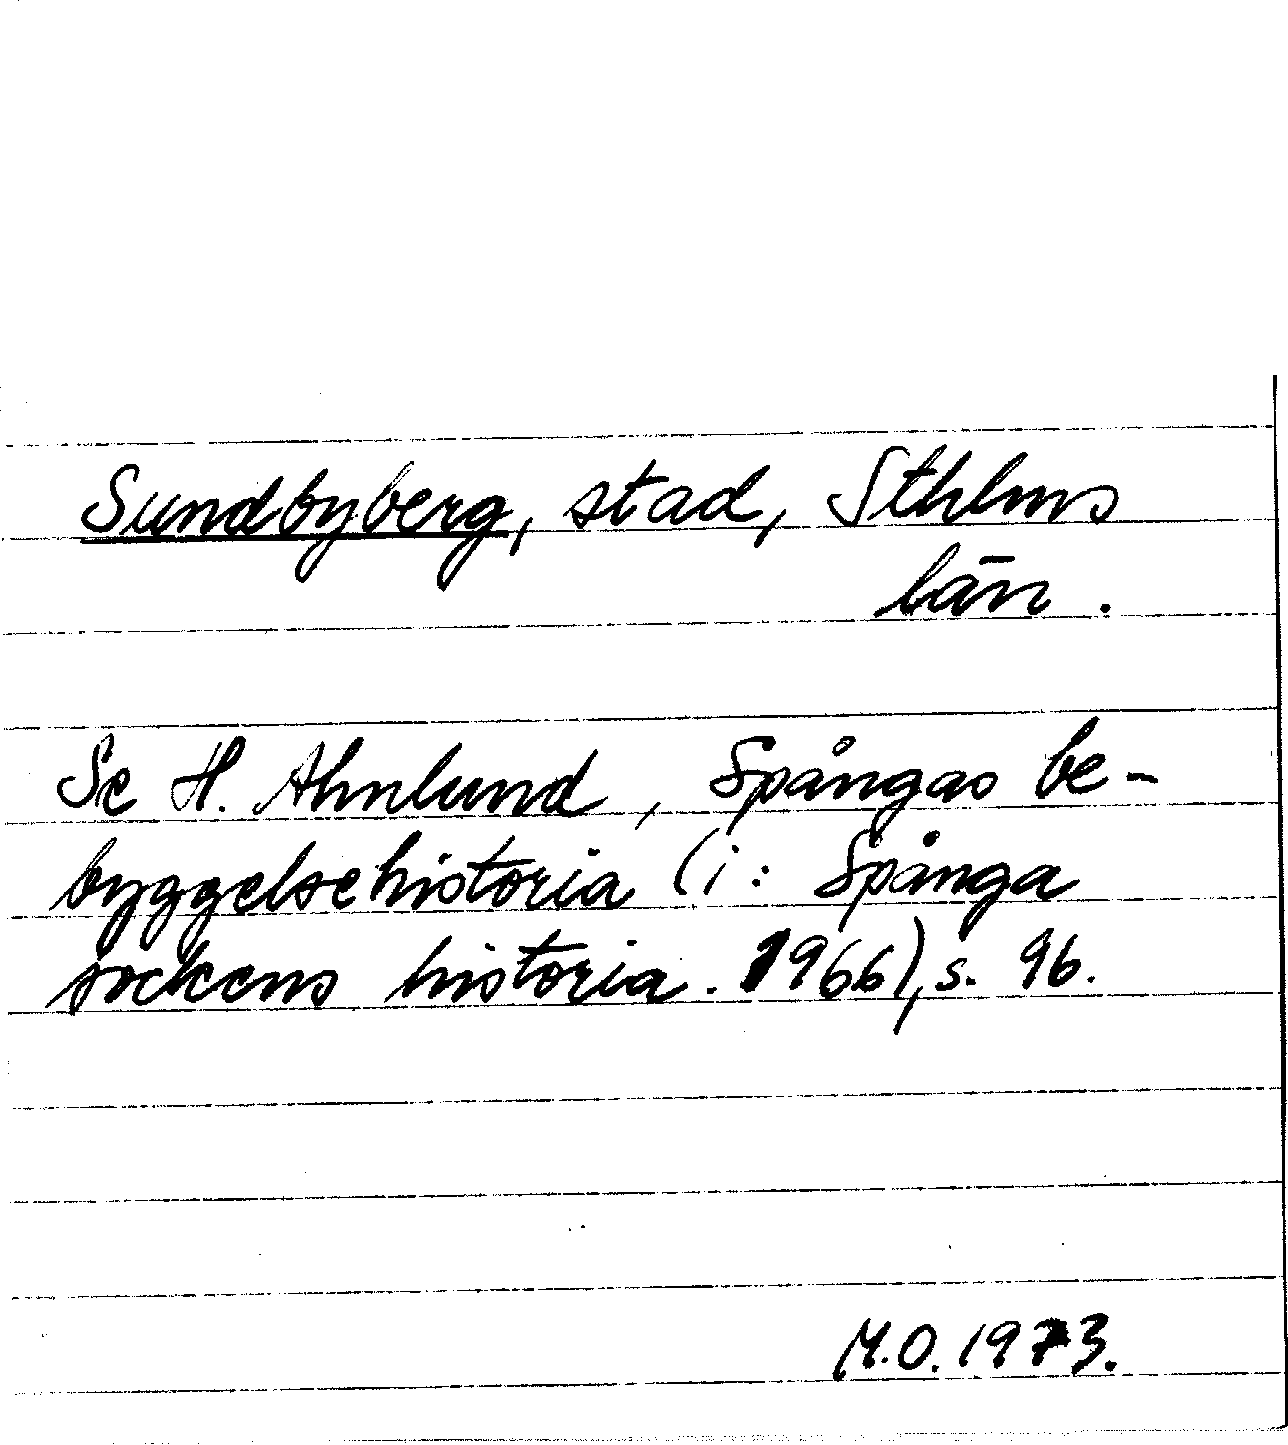 Sundbyberg, stad, Sthlms
län.
Se H. Ahnlund, Spångas be-
byggelsehistoria (i: Spånga
sockens historia. 1966), s. 96.
M.O. 1973.